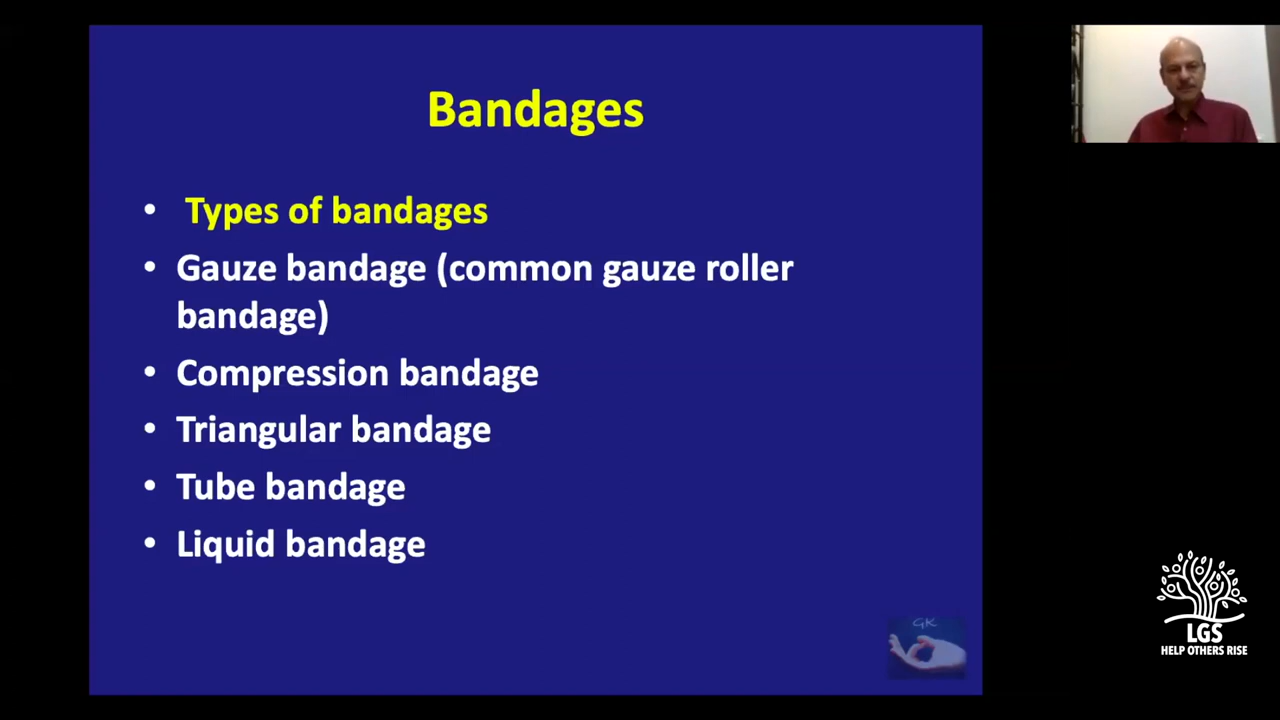 Bandages
• Types of bandages
• Gauze bandage (common gauze roller
bandage)
• Compression bandage
• Triangular bandage
• Tube bandage
• Liquid bandage
GK
LGS
HELP OTHERS RISE